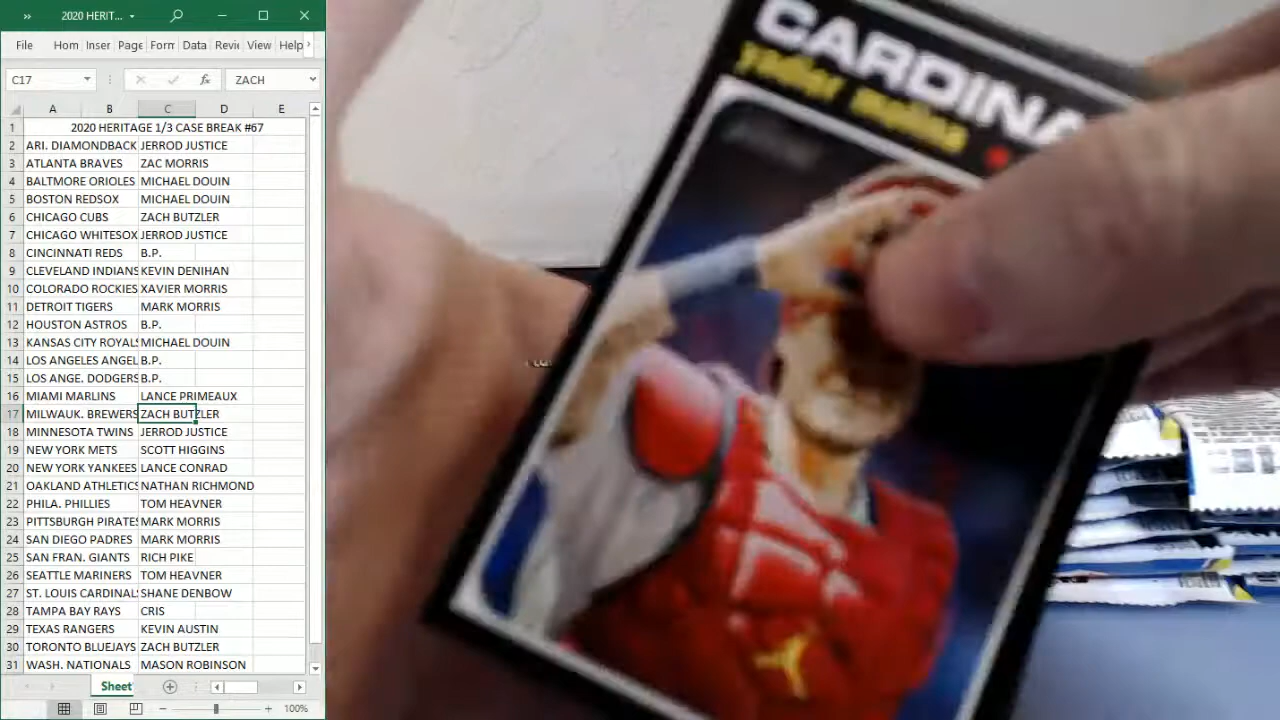 2020 HERIT...
File Hom Inser Page Form Data Revie View Help
C17 fx ZACH
A B C D E
1 2020 HERITAGE 1/3 CASE BREAK #67
2 ARI. DIAMONDBACK JERROD JUSTICE
3 ATLANTA BRAVES ZAC MORRIS
4 BALTMORE ORIOLES MICHAEL DOUIN
5 BOSTON REDSOX MICHAEL DOUIN
6 CHICAGO CUBS ZACH BUTZLER
7 CHICAGO WHITESOX JERROD JUSTICE
8 CINCINNATI REDS B.P.
9 CLEVELAND INDIANS KEVIN DENIHAN
10 COLORADO ROCKIES XAVIER MORRIS
11 DETROIT TIGERS MARK MORRIS
12 HOUSTON ASTROS B.P.
13 KANSAS CITY ROYALS MICHAEL DOUIN
14 LOS ANGELES ANGEL B.P.
15 LOS ANGE. DODGERS B.P.
16 MIAMI MARLINS LANCE PRIMEAUX
17 MILWAUK. BREWERS ZACH BUTZLER
18 MINNESOTA TWINS JERROD JUSTICE
19 NEW YORK METS SCOTT HIGGINS
20 NEW YORK YANKEES LANCE CONRAD
21 OAKLAND ATHLETICS NATHAN RICHMOND
22 PHILA. PHILLIES TOM HEAVNER
23 PITTSBURGH PIRATES MARK MORRIS
24 SAN DIEGO PADRES MARK MORRIS
25 SAN FRAN. GIANTS RICH PIKE
26 SEATTLE MARINERS TOM HEAVNER
27 ST. LOUIS CARDINALS SHANE DENBOW
28 TAMPA BAY RAYS CRIS
29 TEXAS RANGERS KEVIN AUSTIN
30 TORONTO BLUEJAYS ZACH BUTZLER
31 WASH. NATIONALS MASON ROBINSON
Sheet
100%
CARDINA
yadier molina